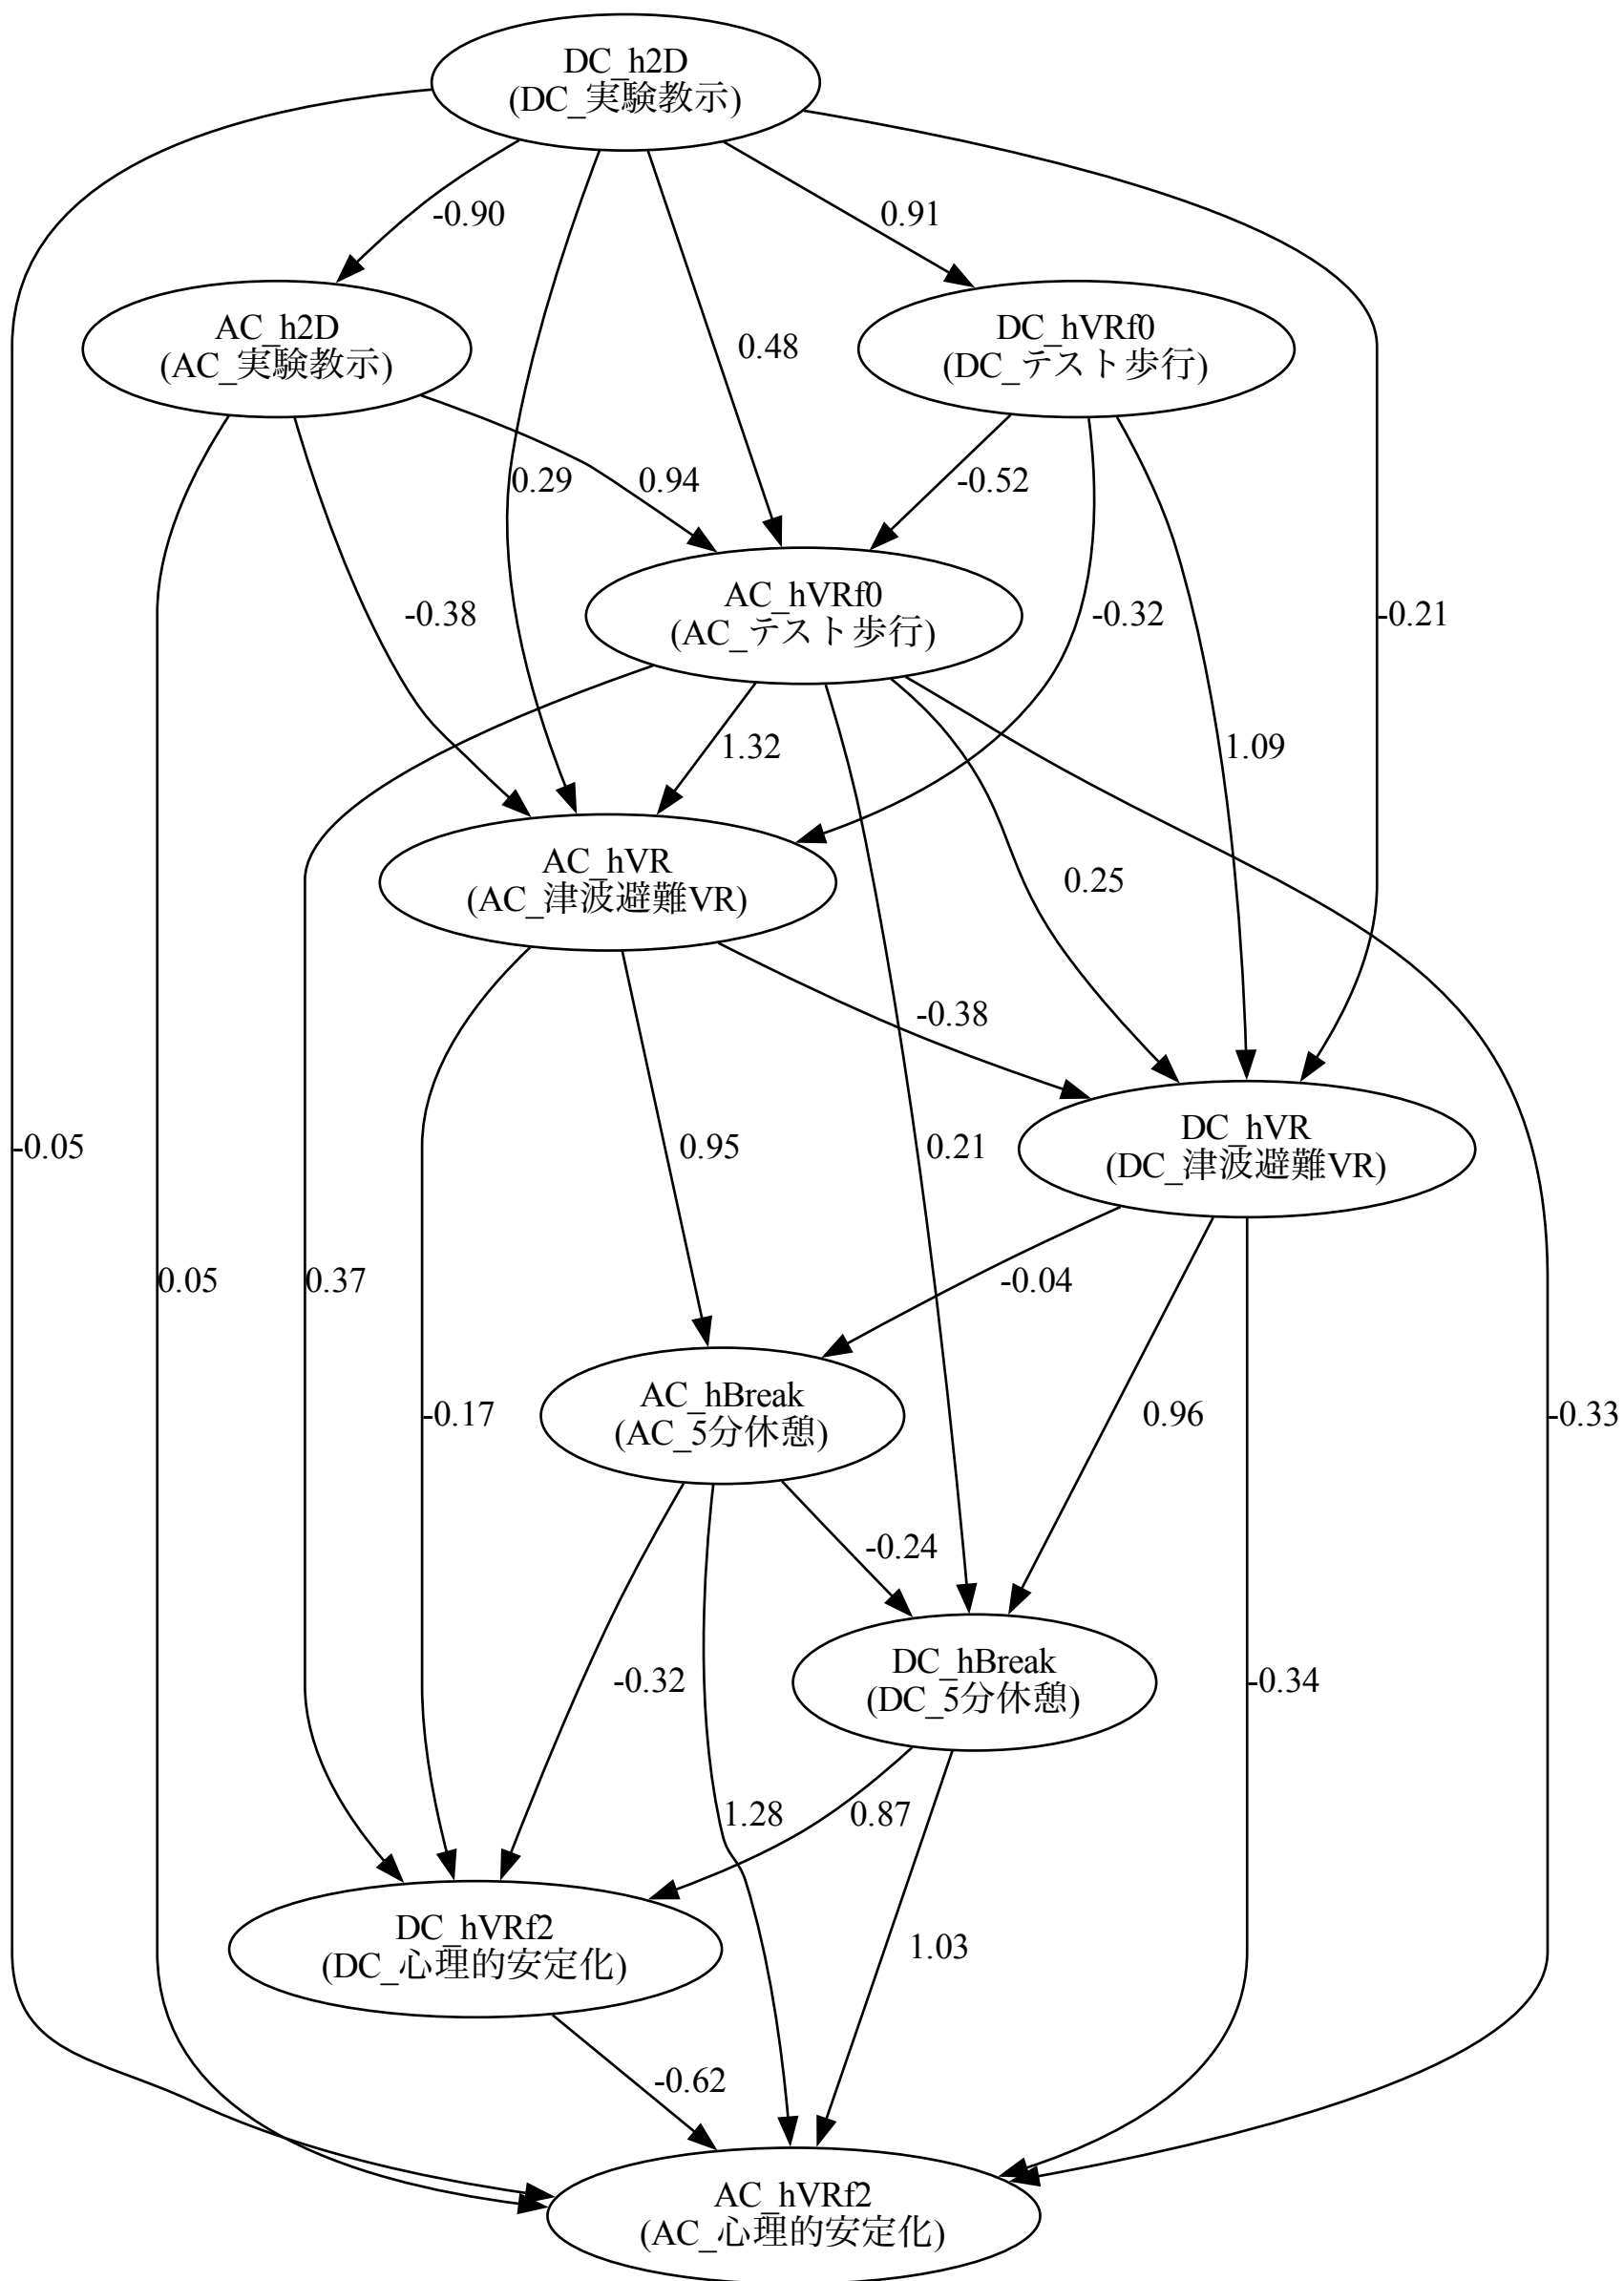 DC_h2D
(DC_実験教示)
-0.90
0.91
AC_h2D
(AC_実験教示)
0.48
DC_hVRf0
(DC_テスト歩行)
0.29
0.94
-0.52
AC_hVRf0
(AC_テスト歩行)
-0.38
-0.32
-0.21
1.32
1.09
AC_hVR
(AC_津波避難VR)
0.25
-0.38
DC_hVR
(DC_津波避難VR)
-0.05
0.95
0.21
0.05
0.37
-0.04
AC_hBreak
(AC_5分休憩)
-0.17
0.96
-0.33
-0.24
DC_hBreak
(DC_5分休憩)
-0.32
-0.34
1.28
0.87
DC_hVRf2
(DC_心理的安定化)
1.03
-0.62
AC_hVRf2
(AC_心理的安定化)